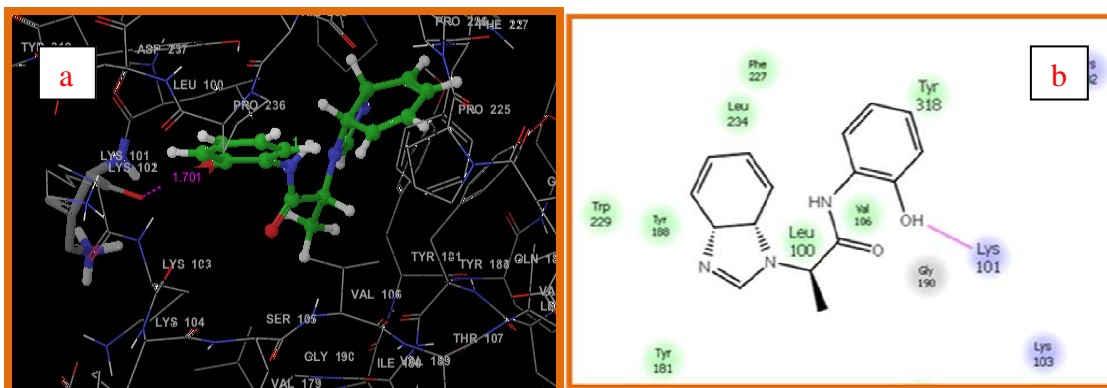 a
ASP 237
LEU 100
PRO 236
PHE 227
PRO 225
LYS 101
LYS 102
1.701
LYS 103
LYS 104
SER 105
VAL 106
TYR 181
TYR 188
THR 107
GLY 190
VAL 179
b
Phe
227
Leu
234
Tyr
318
Trp
229
Tyr
188
Val
106
Leu
100
HN
OH
O
N
N
Gly
190
Lys
101
Lys
103
Tyr
181